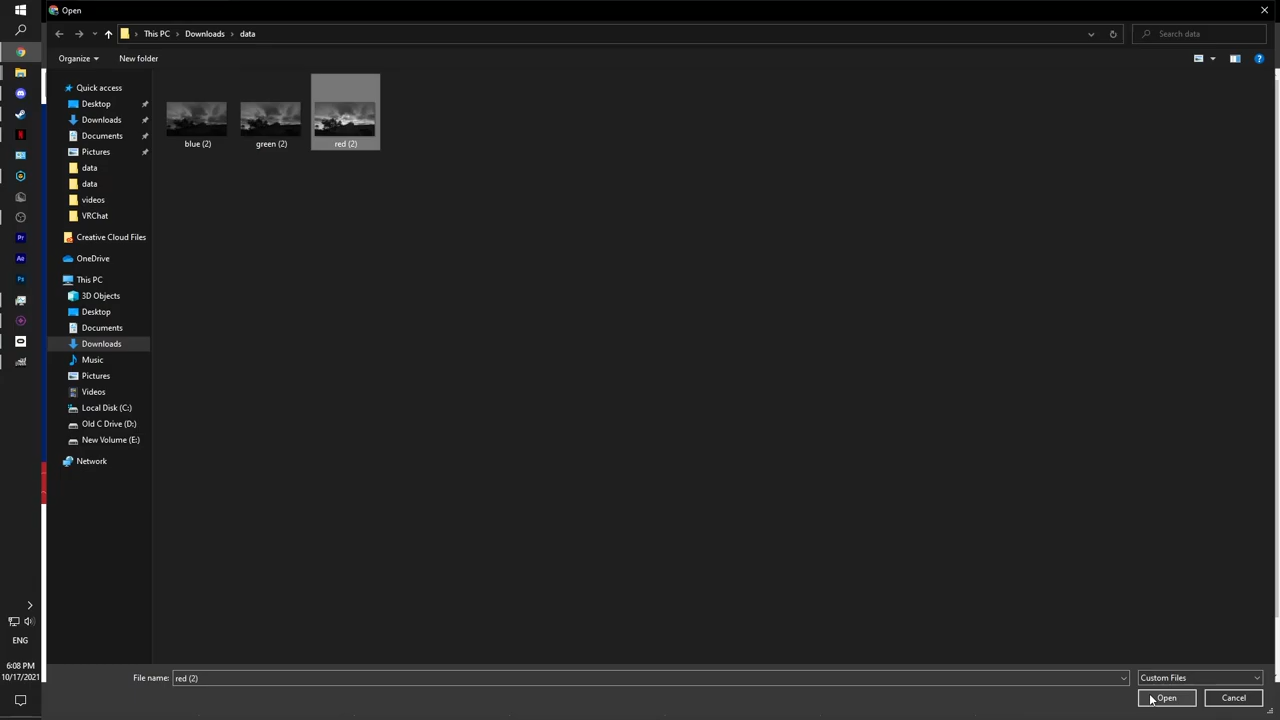 Open
This PC
Downloads
data
Search data
Organize
New folder
Quick access
Desktop
Downloads
Documents
Pictures
data
data
videos
VRChat
Creative Cloud Files
OneDrive
This PC
3D Objects
Desktop
Documents
Downloads
Music
Pictures
Videos
Local Disk (C:)
Old C Drive (D:)
New Volume (E:)
Network
blue (2)
green (2)
red (2)
Pr
Ae
Ps
ENG
6:08 PM
10/17/2021
File name:
red (2)
Custom Files
Open
Cancel